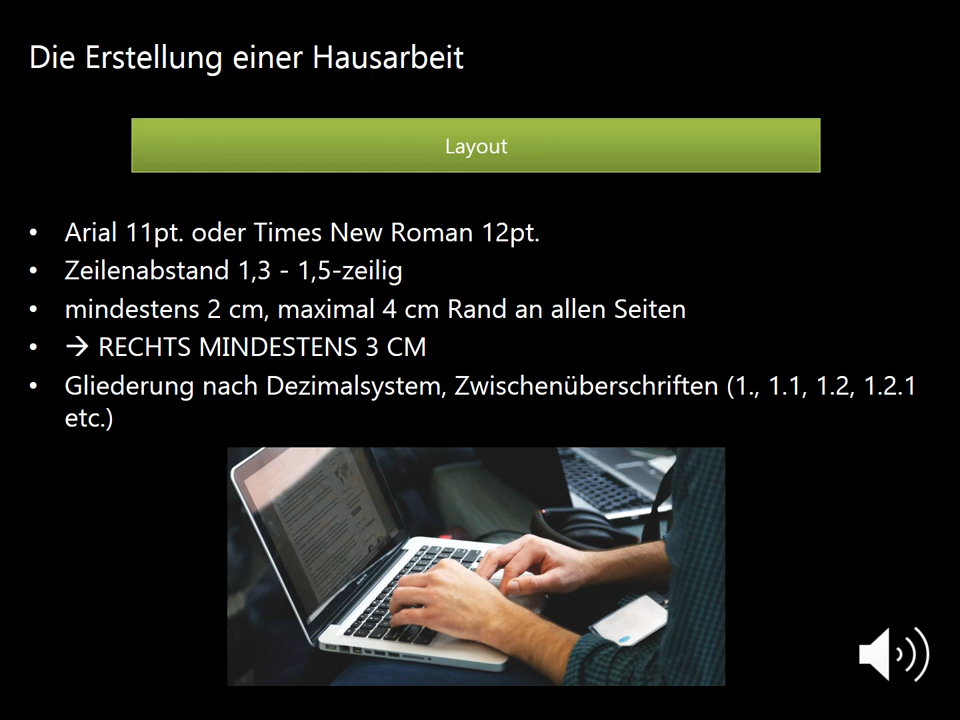 Die Erstellung einer Hausarbeit
Layout
• Arial 11pt. oder Times New Roman 12pt.
• Zeilenabstand 1,3 - 1,5-zeilig
• mindestens 2 cm, maximal 4 cm Rand an allen Seiten
• → RECHTS MINDESTENS 3 CM
• Gliederung nach Dezimalsystem, Zwischenüberschriften (1., 1.1, 1.2, 1.2.1
etc.)